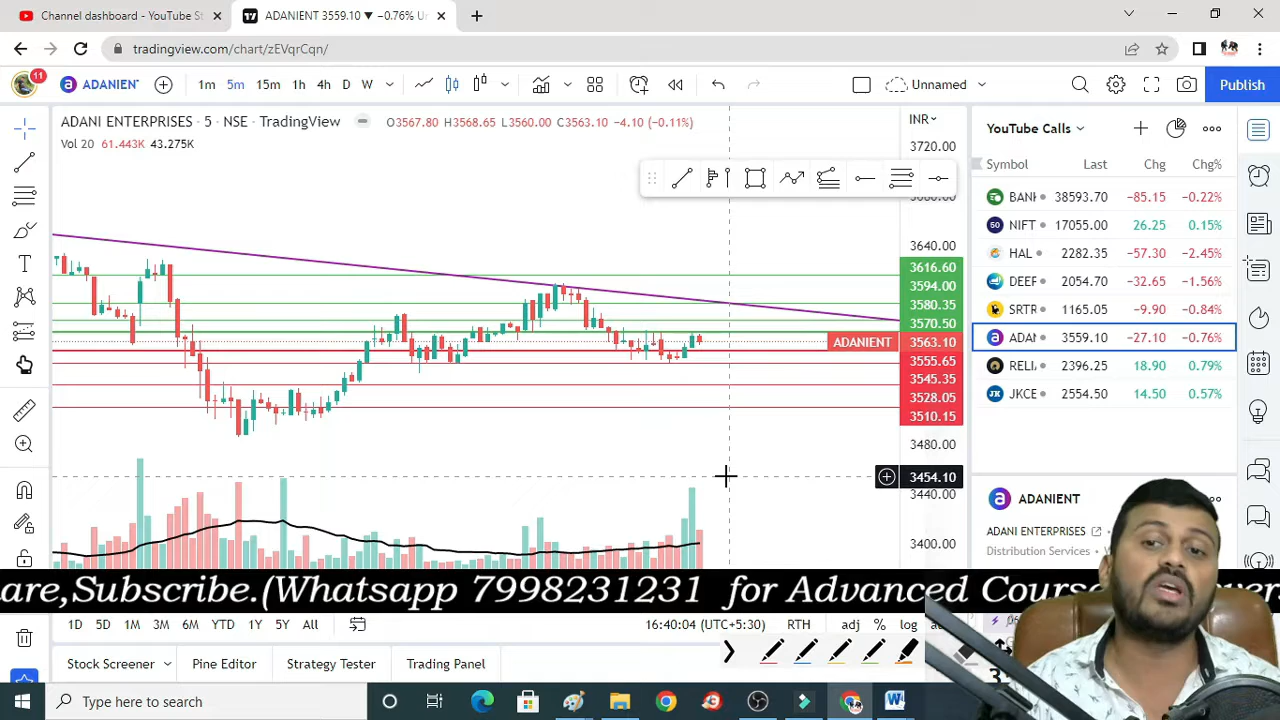 Channel dashboard - YouTube St
ADANIENT 3559.10 ▼ −0.76% Un
tradingview.com/chart/zEVqrCqn/
11
ADANIENT
1m 5m 15m 1h 4h D W
Unnamed
Publish
ADANI ENTERPRISES · 5 · NSE · TradingView
O3567.80 H3568.65 L3560.00 C3563.10 −4.10 (−0.11%)
Vol 20 61.443K 43.275K
INR
3720.00
3640.00
3616.60
3594.00
3580.35
3570.50
ADANIENT 3563.10
3555.65
3545.35
3528.05
3510.15
3480.00
3454.10
3440.00
3400.00
YouTube Calls
Symbol Last Chg Chg%
BANK 38593.70 −85.15 −0.22%
NIFT 17055.00 26.25 0.15%
HAL 2282.35 −57.30 −2.45%
DEEP 2054.70 −32.65 −1.56%
SRTR 1165.05 −9.90 −0.84%
ADAN 3559.10 −27.10 −0.76%
RELI 2396.25 18.90 0.79%
JKCE 2554.50 14.50 0.57%
50
ADANIENT
ADANI ENTERPRISES
Distribution Services
are,Subscribe.(Whatsapp 7998231231 for Advanced Cours
1D 5D 1M 3M 6M YTD 1Y 5Y All
16:40:04 (UTC+5:30) RTH adj % log
Stock Screener Pine Editor Strategy Tester Trading Panel
Type here to search